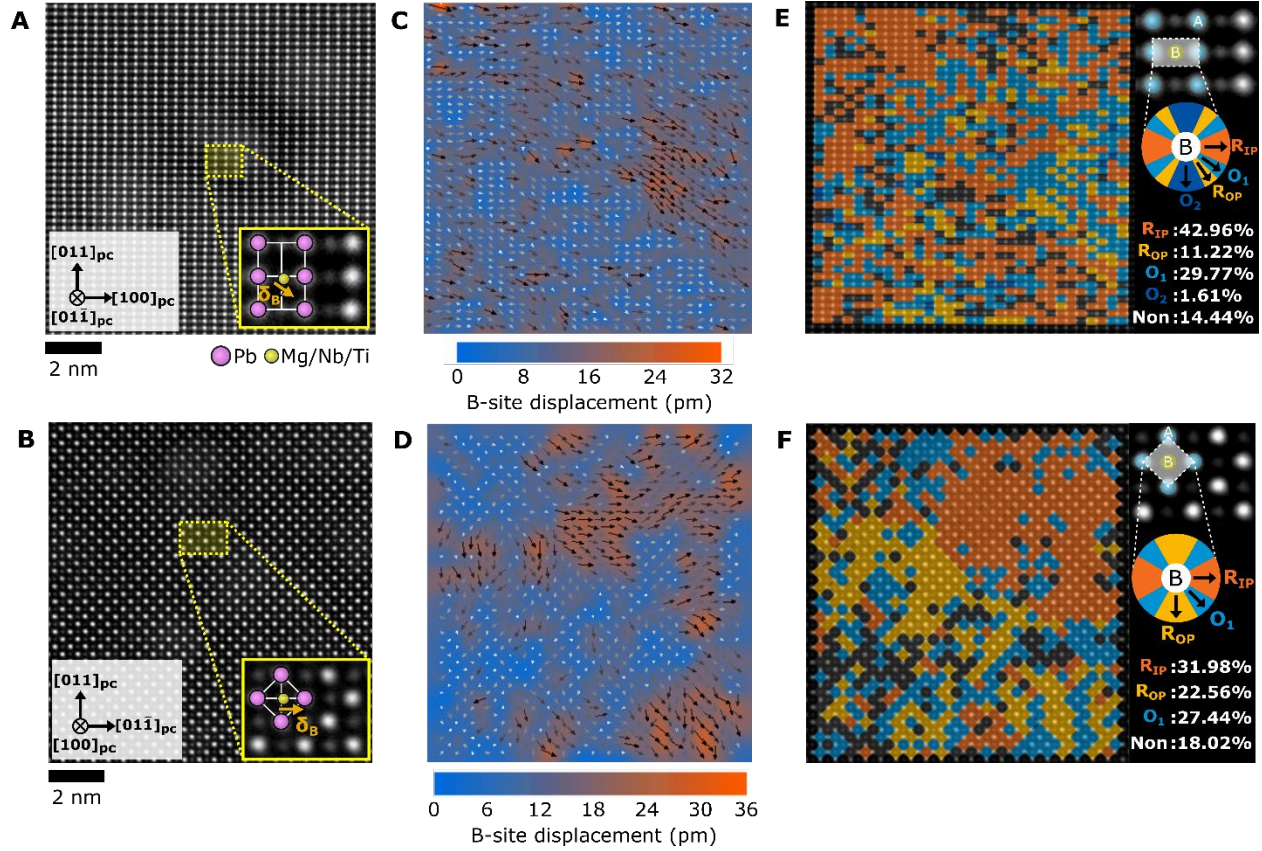 A
[011]pc
[100]pc
[011̄]pc
δB
2 nm
Pb Mg/Nb/Ti
C
0 8 16 24 32
B-site displacement (pm)
E
A
B
B
RIP
O1
ROP
O2
RIP:42.96%
ROP:11.22%
O1:29.77%
O2:1.61%
Non:14.44%
B
[011]pc
[011̄]pc
[100]pc
δB
2 nm
D
0 6 12 18 24 30 36
B-site displacement (pm)
F
A
B
B
RIP
O1
ROP
RIP:31.98%
ROP:22.56%
O1:27.44%
Non:18.02%